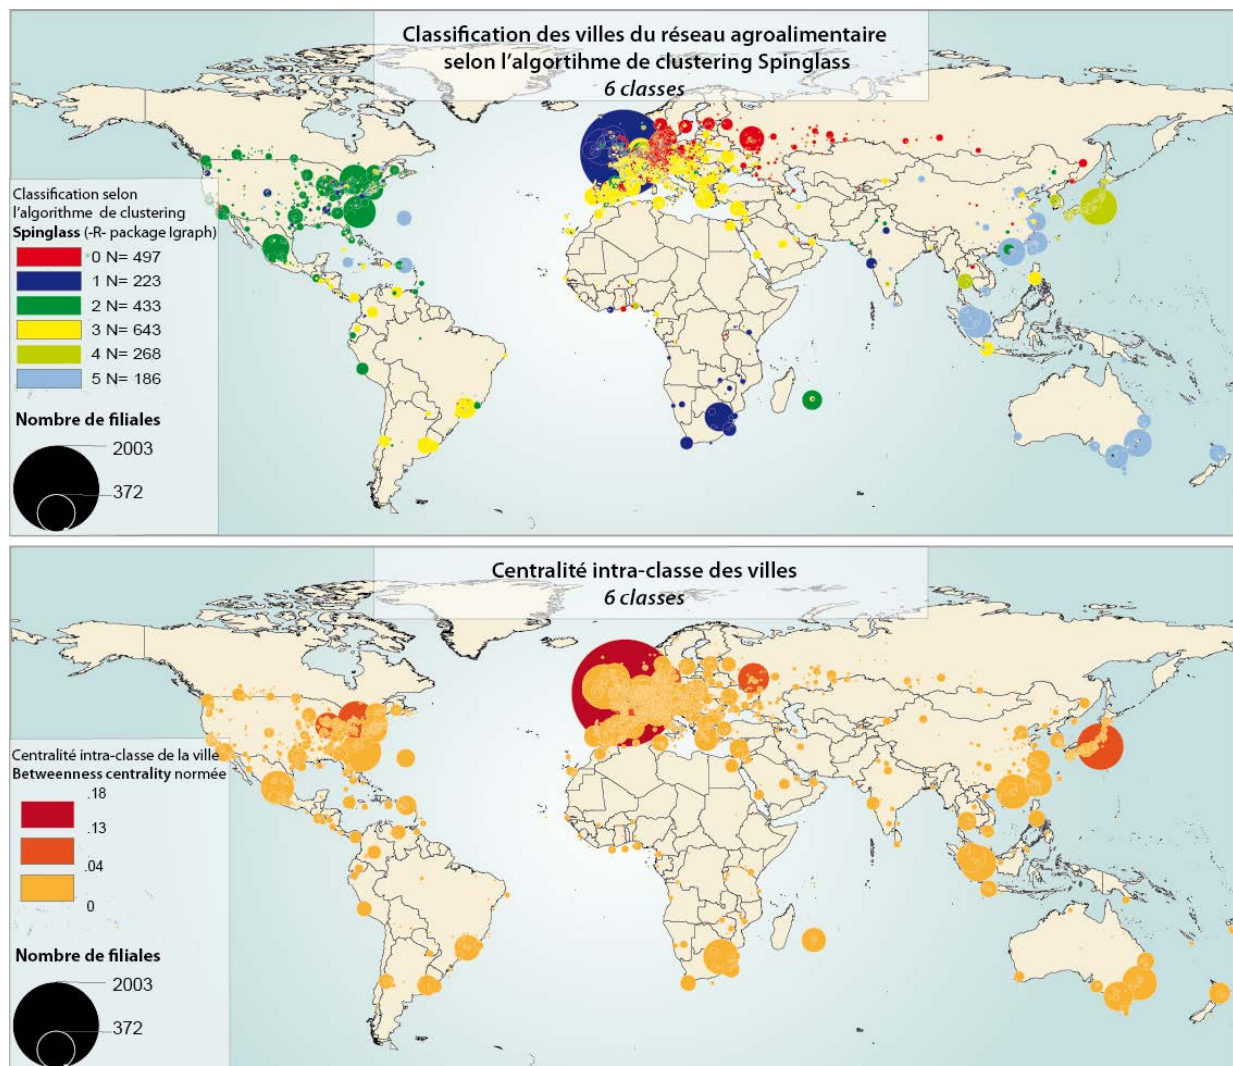 Classification des villes du réseau agroalimentaire
selon l'algortihme de clustering Spinglass
6 classes
Classification selon
l'algorithme de clustering
Spinglass (-R- package Igraph)
0 N= 497
1 N= 223
2 N= 433
3 N= 643
4 N= 268
5 N= 186
Nombre de filiales
2003
372
Centralité intra-classe des villes
6 classes
Centralité intra-classe de la ville
Betweenness centrality normée
.18
.13
.04
0
Nombre de filiales
2003
372